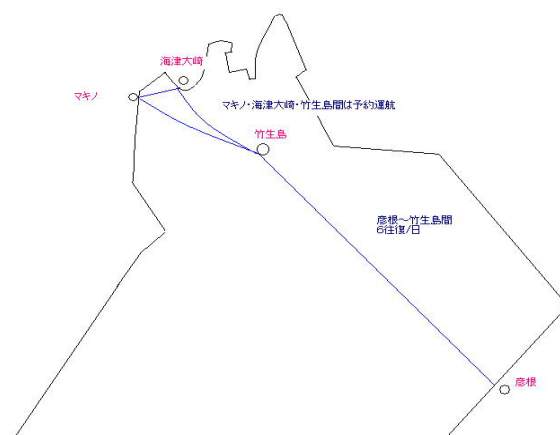 海津大崎
マキノ
マキノ・海津大崎・竹生島間は予約運航
竹生島
彦根～竹生島間
6往復/日
彦根